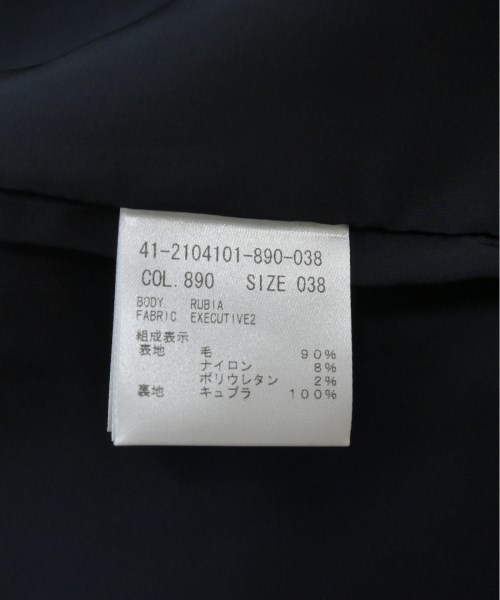 41-2104101-890-038
COL. 890 SIZE 038
BODY RUBIA
FABRIC EXECUTIVE2
組成表示
表地 毛 90%
ナイロン 8%
ポリウレタン 2%
裏地 キュプラ 100%